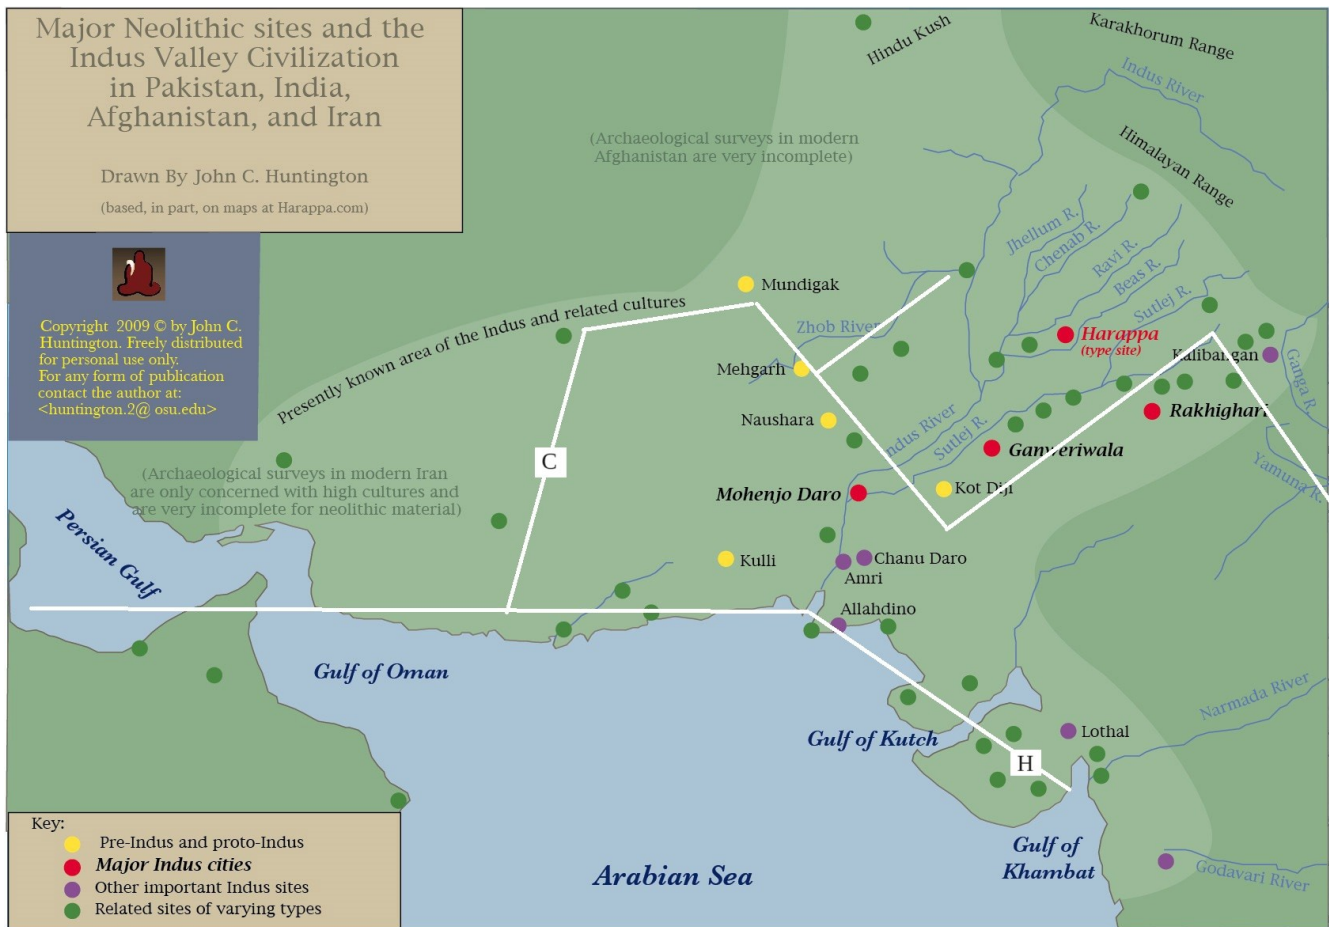 Major Neolithic sites and the
Indus Valley Civilization
in Pakistan, India,
Afghanistan, and Iran
Drawn By John C. Huntington
(based, in part, on maps at Harappa.com)
Copyright 2009 © by John C.
Huntington. Freely distributed
for personal use only.
For any form of publication
contact the author at:
<huntington.2@ osu.edu>
Hindu Kush
Karakhorum Range
Indus River
(Archaeological surveys in modern
Afghanistan are very incomplete)
Himalayan Range
Jhellum R.
Chenab R.
Ravi R.
Beas R.
Sutlej R.
Presently known area of the Indus and related cultures
Mundigak
Zhob River
Harappa
(type site)
Kalibangan
Ganga R.
Mehgarh
Naushara
Rakhighari
Indus River
Sutlej R.
Ganweriwala
Yamuna R.
C
(Archaeological surveys in modern Iran
are only concerned with high cultures and
are very incomplete for neolithic material)
Mohenjo Daro
Kot Diji
Persian Gulf
Kulli
Chanu Daro
Amri
Allahdino
Gulf of Oman
Narmada River
Gulf of Kutch
Lothal
H
Gulf of
Khambat
Arabian Sea
Godavari River
Key:
Pre-Indus and proto-Indus
Major Indus cities
Other important Indus sites
Related sites of varying types